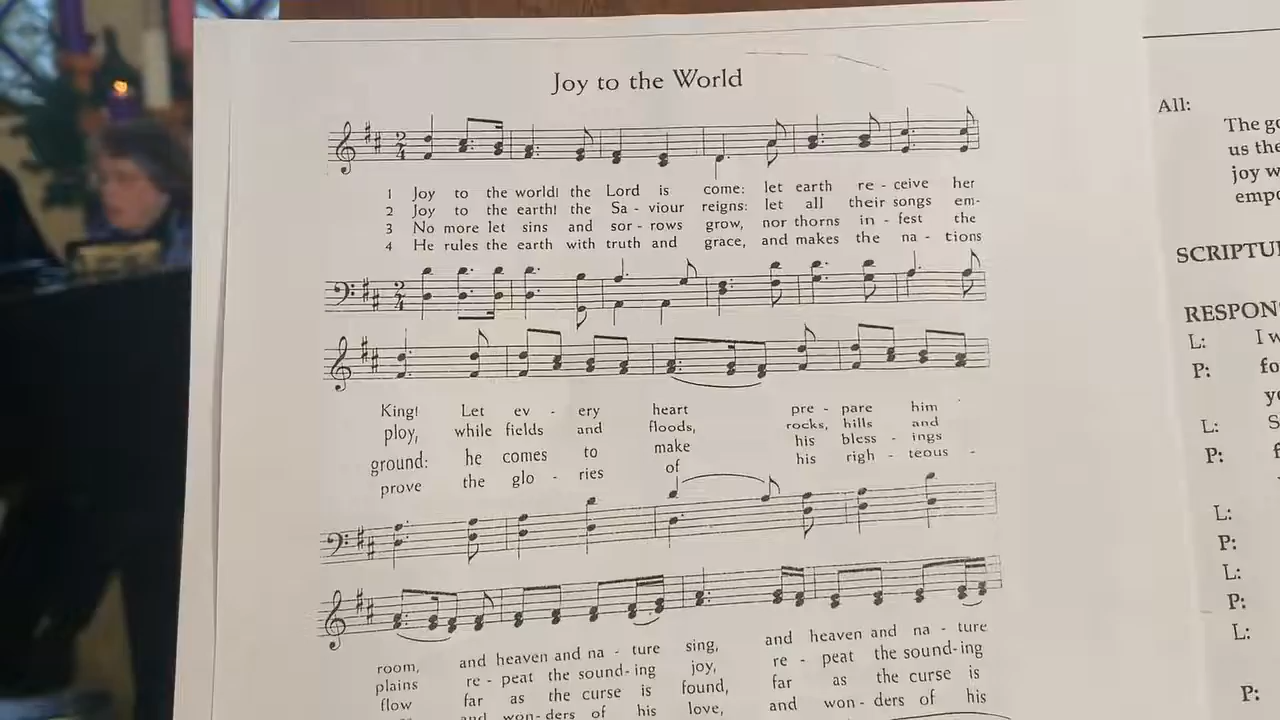 Joy to the World
1 Joy to the world! the Lord is come: let earth re - ceive her
2 Joy to the earth! the Sa - viour reigns: let all their songs em-
3 No more let sins and sor - rows grow, nor thorns in - fest the
4 He rules the earth with truth and grace, and makes the na - tions
King! Let ev - ery heart pre - pare him
ploy, while fields and floods, rocks, hills and
ground: he comes to make his bless - ings
prove the glo - ries of his righ - teous -
room, and heaven and na - ture sing, and heaven and na - ture
plains re - peat the sound- ing joy, re - peat the sound-ing
flow far as the curse is found, far as the curse is
and won- ders of his love, and won - ders of his
All:
The
us the
joy
SCRIPTU
RESPON
L: I
P:
L:
P:
L:
P:
L:
P:
L:
P: